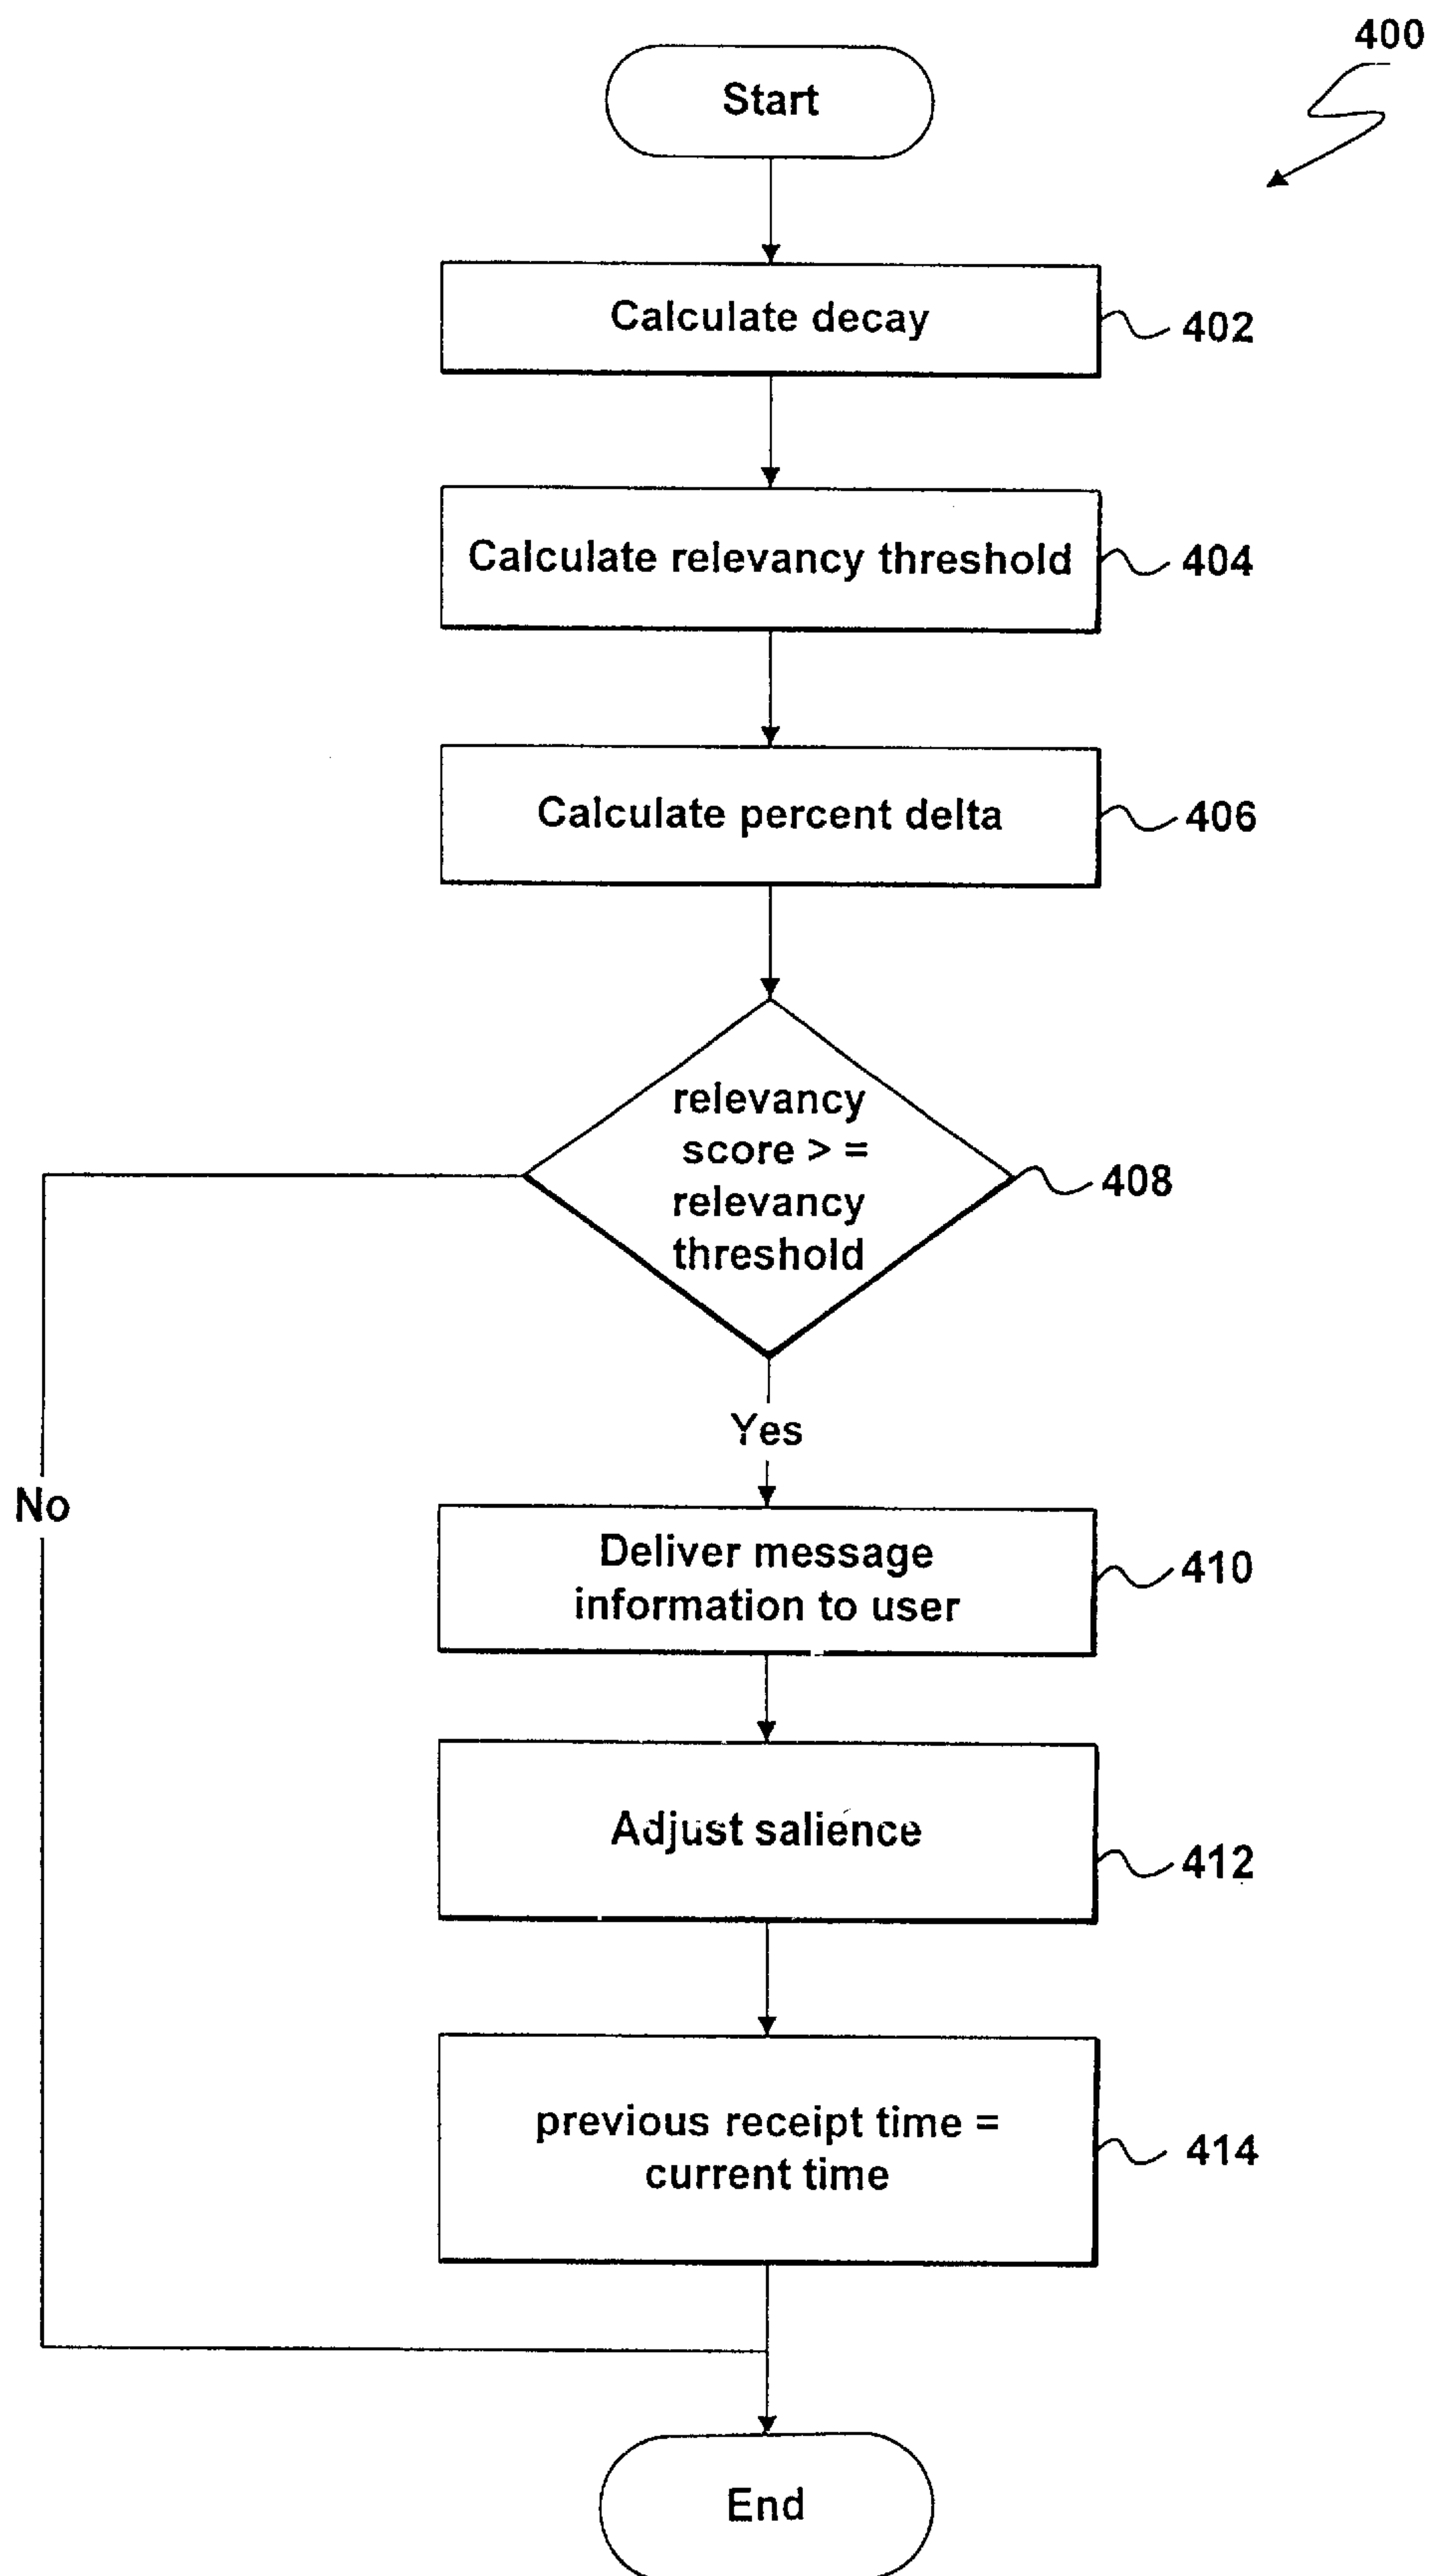 400
Start
Calculate decay
402
Calculate relevancy threshold
404
Calculate percent delta
406
relevancy
score > =
relevancy
threshold
408
Yes
No
Deliver message
information to user
410
Adjust salience
412
previous receipt time =
current time
414
End